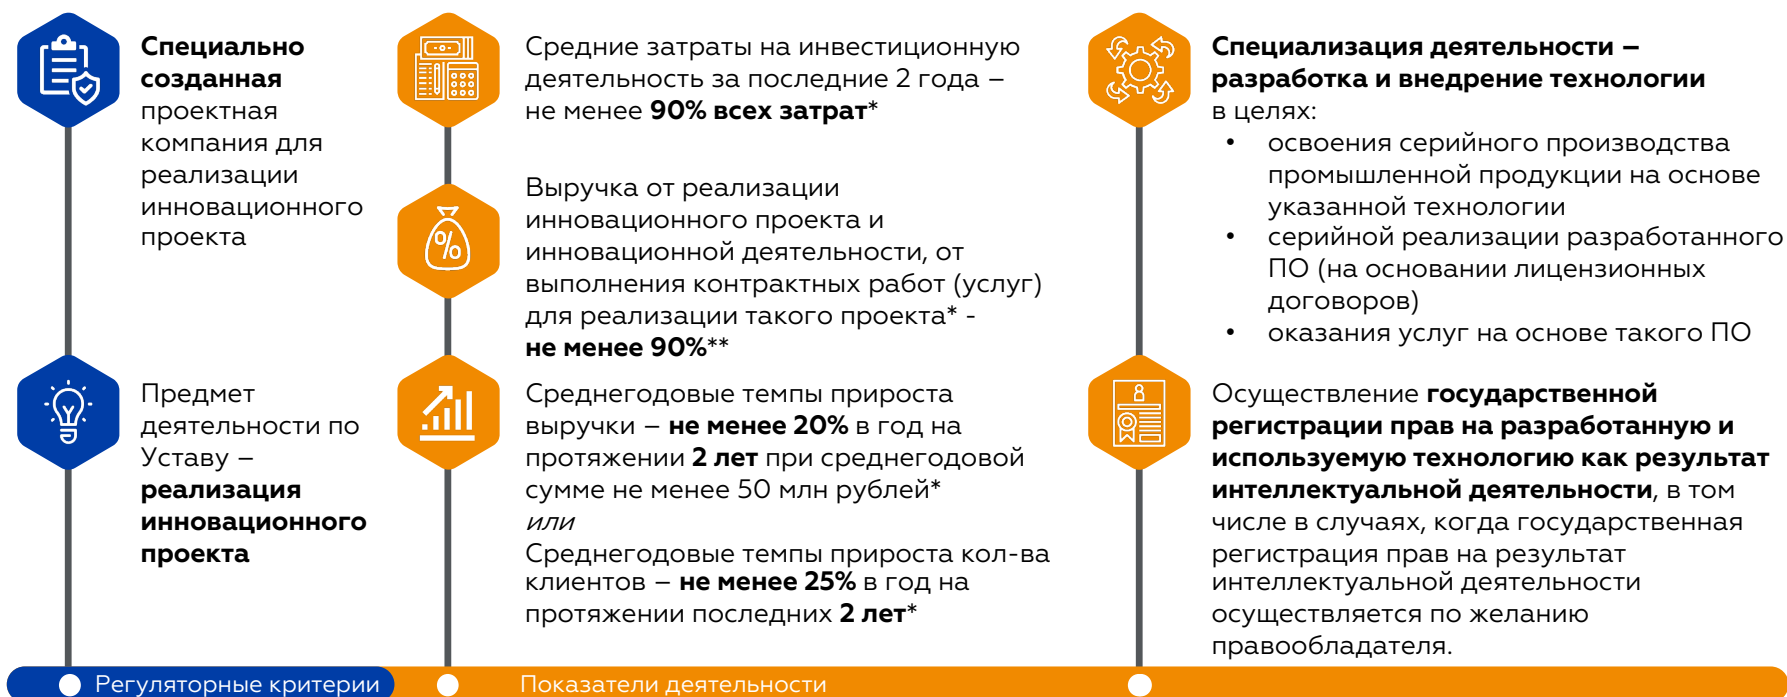 Специально
созданная
проектная
компания для
реализации
инновационного
проекта
Предмет
деятельности по
Уставу –
реализация
инновационного
проекта
Средние затраты на инвестиционную
деятельность за последние 2 года –
не менее 90% всех затрат*
%
Выручка от реализации
инновационного проекта и
инновационной деятельности, от
выполнения контрактных работ (услуг)
для реализации такого проекта* -
не менее 90%**
Среднегодовые темпы прироста
выручки – не менее 20% в год на
протяжении 2 лет при среднегодовой
сумме не менее 50 млн рублей*
или
Среднегодовые темпы прироста кол-ва
клиентов – не менее 25% в год на
протяжении последних 2 лет*
Специализация деятельности –
разработка и внедрение технологии
в целях:
• освоения серийного производства
промышленной продукции на основе
указанной технологии
• серийной реализации разработанного
ПО (на основании лицензионных
договоров)
• оказания услуг на основе такого ПО
Осуществление государственной
регистрации прав на разработанную и
используемую технологию как результат
интеллектуальной деятельности, в том
числе в случаях, когда государственная
регистрация прав на результат
интеллектуальной деятельности
осуществляется по желанию
правообладателя.
Регуляторные критерии
Показатели деятельности